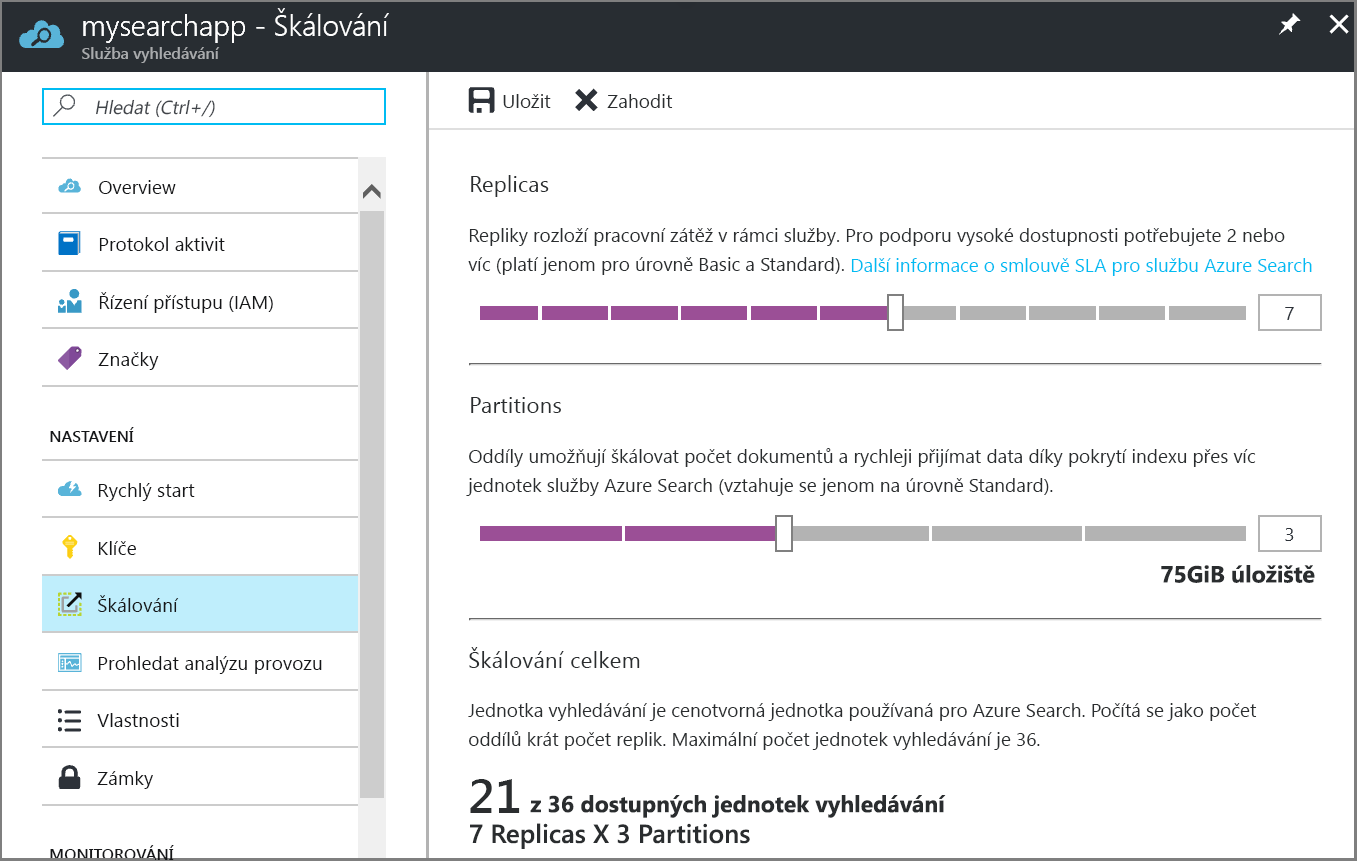 mysearchapp - Škálování
Služba vyhledávání
Hledat (Ctrl+/)
Overview
Protokol aktivit
Řízení přístupu (IAM)
Značky
NASTAVENÍ
Rychlý start
Klíče
Škálování
Prohledat analýzu provozu
Vlastnosti
Zámky
MONITOROVÁNÍ
Uložit
Zahodit
Replicas
Repliky rozloží pracovní zátěž v rámci služby. Pro podporu vysoké dostupnosti potřebujete 2 nebo
víc (platí jenom pro úrovně Basic a Standard). Další informace o smlouvě SLA pro službu Azure Search
7
Partitions
Oddíly umožňují škálovat počet dokumentů a rychleji přijímat data díky pokrytí indexu přes víc
jednotek služby Azure Search (vztahuje se jenom na úrovně Standard).
3
75GiB úložiště
Škálování celkem
Jednotka vyhledávání je cenotvorná jednotka používaná pro Azure Search. Počítá se jako počet
oddílů krát počet replik. Maximální počet jednotek vyhledávání je 36.
21 z 36 dostupných jednotek vyhledávání
7 Replicas X 3 Partitions